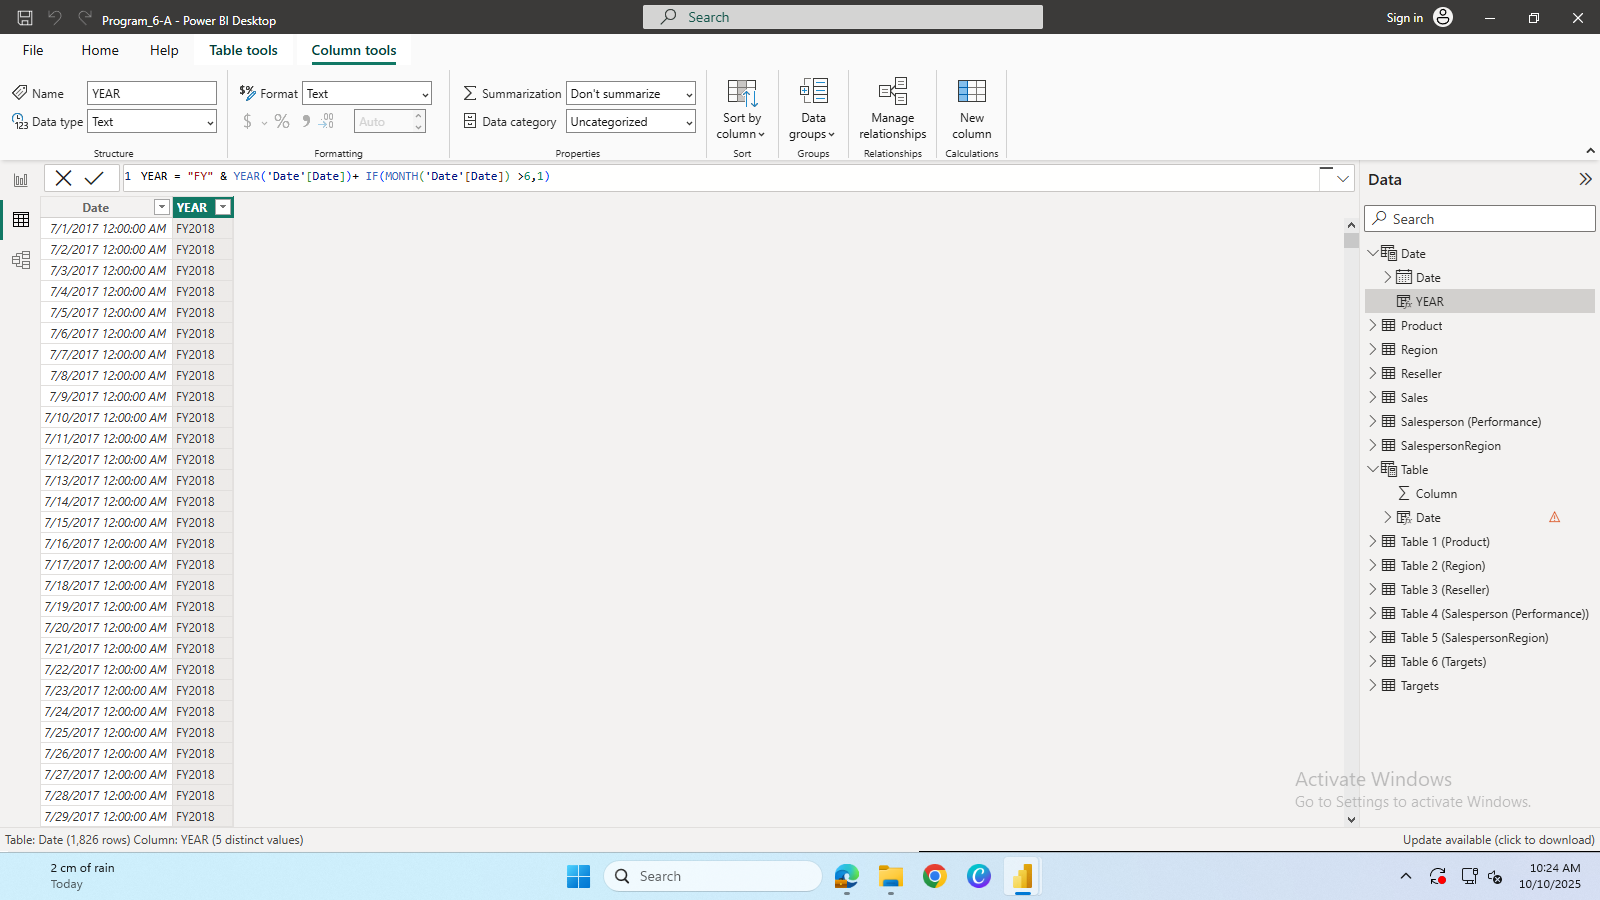 Program_6-A - Power BI Desktop
Search
Sign in
File Home Help Table tools Column tools
Name YEAR
Data type Text
Structure
Format Text
$ % 9 .00 Auto
Formatting
Summarization Don't summarize
Data category Uncategorized
Properties
Sort by column
Sort
Data groups
Groups
Manage relationships
Relationships
New column
Calculations
1 YEAR = "FY" & YEAR('Date'[Date])+ IF(MONTH('Date'[Date]) >6,1)
Date YEAR
7/1/2017 12:00:00 AM FY2018
7/2/2017 12:00:00 AM FY2018
7/3/2017 12:00:00 AM FY2018
7/4/2017 12:00:00 AM FY2018
7/5/2017 12:00:00 AM FY2018
7/6/2017 12:00:00 AM FY2018
7/7/2017 12:00:00 AM FY2018
7/8/2017 12:00:00 AM FY2018
7/9/2017 12:00:00 AM FY2018
7/10/2017 12:00:00 AM FY2018
7/11/2017 12:00:00 AM FY2018
7/12/2017 12:00:00 AM FY2018
7/13/2017 12:00:00 AM FY2018
7/14/2017 12:00:00 AM FY2018
7/15/2017 12:00:00 AM FY2018
7/16/2017 12:00:00 AM FY2018
7/17/2017 12:00:00 AM FY2018
7/18/2017 12:00:00 AM FY2018
7/19/2017 12:00:00 AM FY2018
7/20/2017 12:00:00 AM FY2018
7/21/2017 12:00:00 AM FY2018
7/22/2017 12:00:00 AM FY2018
7/23/2017 12:00:00 AM FY2018
7/24/2017 12:00:00 AM FY2018
7/25/2017 12:00:00 AM FY2018
7/26/2017 12:00:00 AM FY2018
7/27/2017 12:00:00 AM FY2018
7/28/2017 12:00:00 AM FY2018
7/29/2017 12:00:00 AM FY2018
Data
Search
Date
Date
YEAR
Product
Region
Reseller
Sales
Salesperson (Performance)
SalespersonRegion
Table
Column
Date
Table 1 (Product)
Table 2 (Region)
Table 3 (Reseller)
Table 4 (Salesperson (Performance))
Table 5 (SalespersonRegion)
Table 6 (Targets)
Targets
Activate Windows
Go to Settings to activate Windows.
Table: Date (1,826 rows) Column: YEAR (5 distinct values)
Update available (click to download)
2 cm of rain
Today
Search
10:24 AM
10/10/2025